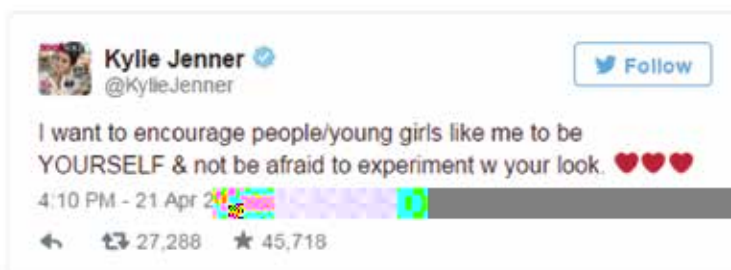 Kylie Jenner
@KylieJenner
Follow
I want to encourage people/young girls like me to be
YOURSELF & not be afraid to experiment w your look. ❤❤❤
4:10 PM - 21 Apr
27,288 45,718